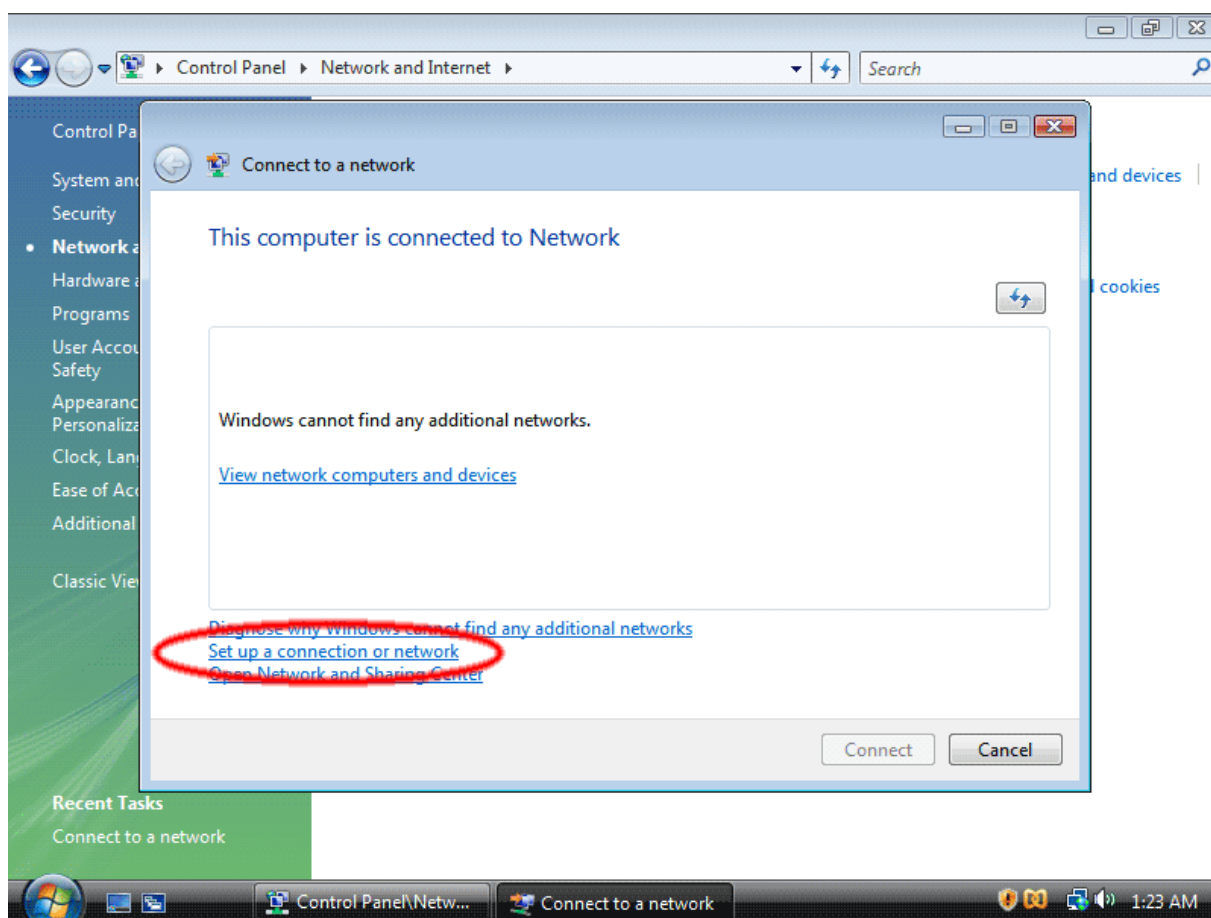 Control Panel Network and Internet
Search
Control Pa
System and
Security
Network a
Hardware a
Programs
User Accou
Safety
Appearanc
Personaliza
Clock, Lan
Ease of Acc
Additional
Classic Vie
Recent Tasks
Connect to a network
and devices
cookies
Connect to a network
This computer is connected to Network
Windows cannot find any additional networks.
View network computers and devices
Diagnose why Windows cannot find any additional networks
Set up a connection or network
Open Network and Sharing Center
Connect Cancel
Control Panel\Netw... Connect to a network 1:23 AM